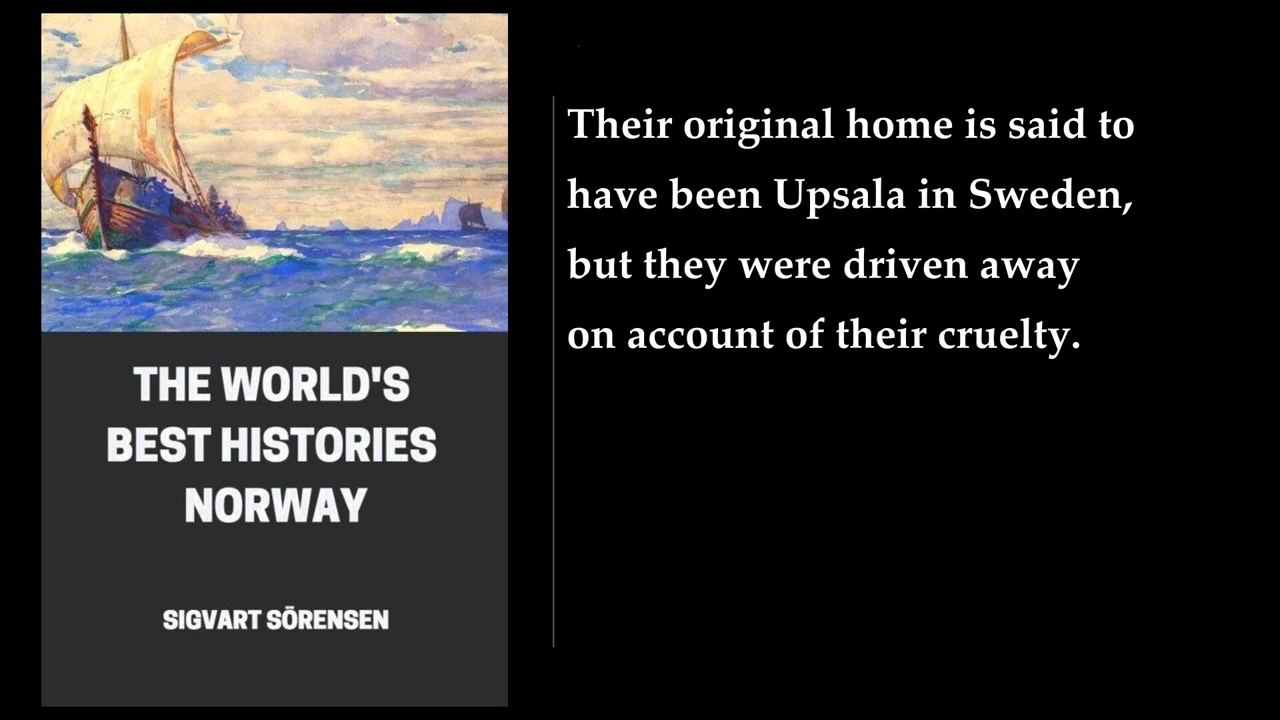 THE WORLD'S
BEST HISTORIES
NORWAY
SIGVART SÖRENSEN
Their original home is said to
have been Upsala in Sweden,
but they were driven away
on account of their cruelty.